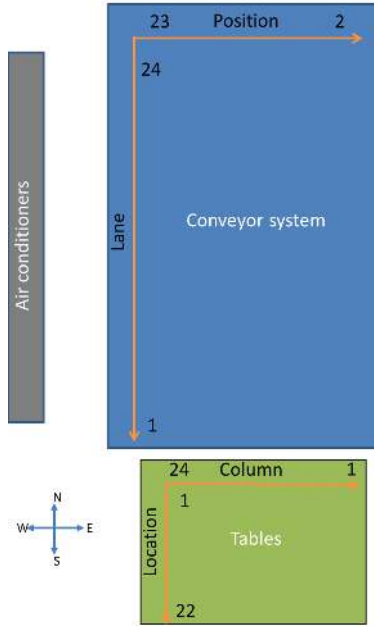 23 Position 2
24
Air conditioners
Lane
Conveyor system
1
24 Column 1
1
Location
Tables
22
N
W E
S